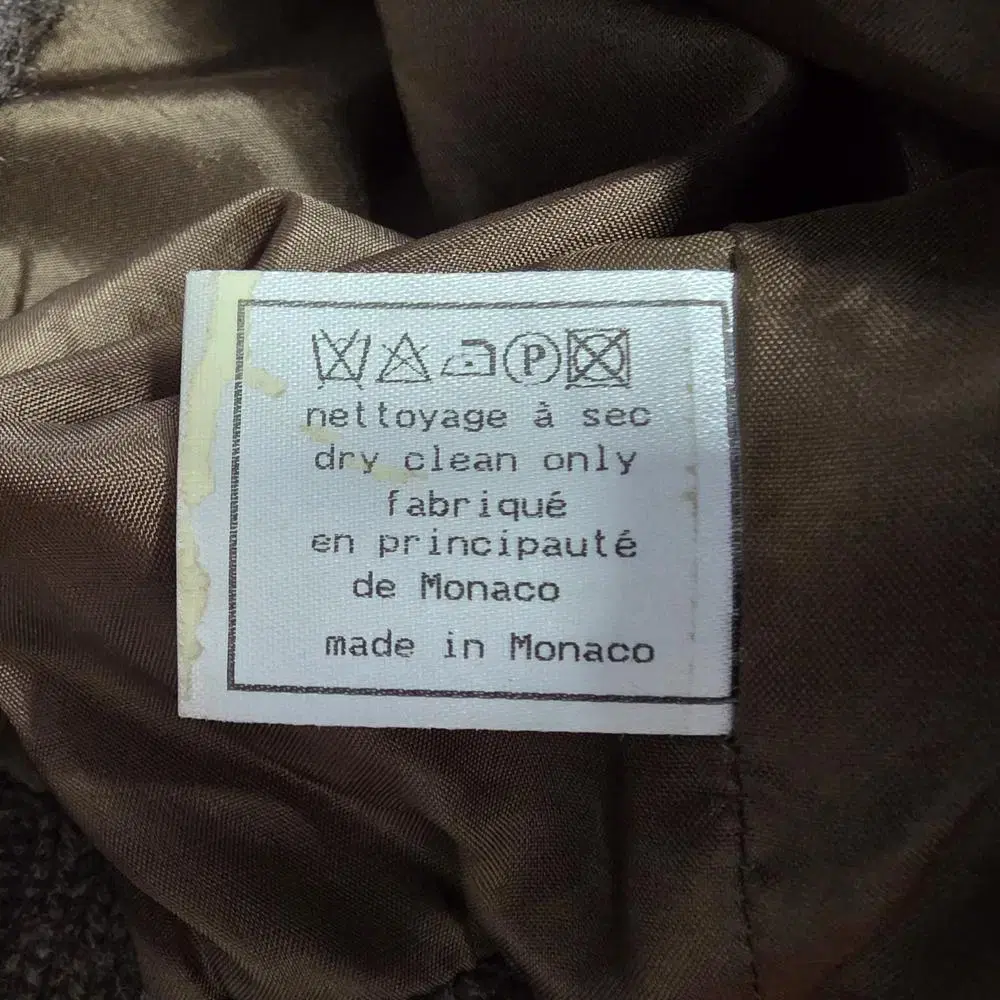 P
nettoyage à sec
dry clean only
fabriqué
en principauté
de Monaco
made in Monaco